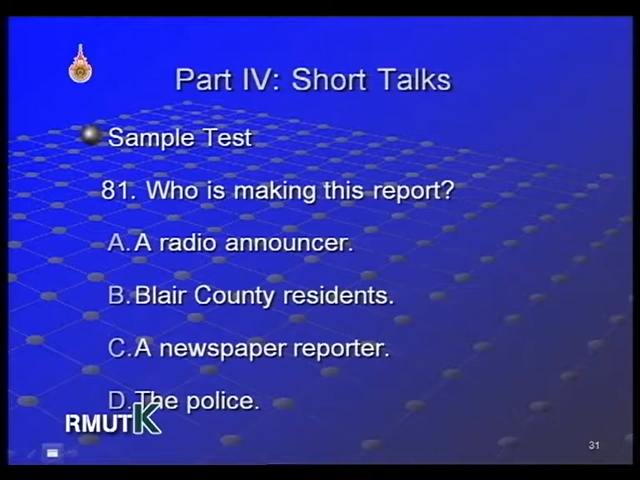 Part IV: Short Talks
Sample Test
81. Who is making this report?
A. A radio announcer.
B. Blair County residents.
C. A newspaper reporter.
D. The police.
RMUTK
31